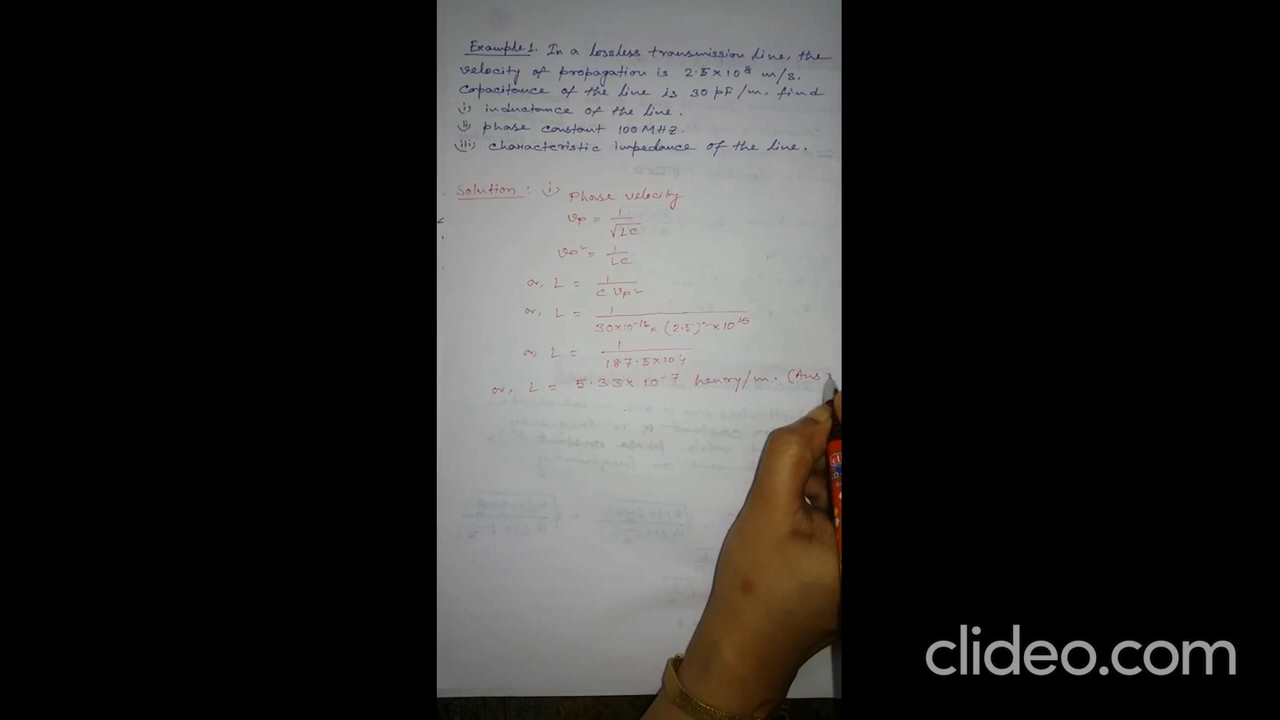 Example 1. In a lossless transmission line, the
velocity of propagation is 2.5×10⁸ m/s.
capacitance of the line is 30 pF/m. find
i) inductance of the line.
ii) phase constant 100 MHZ.
iii) characteristic impedance of the line.
Solution: i) Phase velocity
vp = 1/√LC
vp² = 1/LC
or, L = 1/C vp²
or, L = 1/30×10⁻¹²×(2.5)²×10¹⁶
or, L = 1/187.5×10⁴
or, L = 5.33×10⁻⁷ henry/m. (Ans
clideo.com